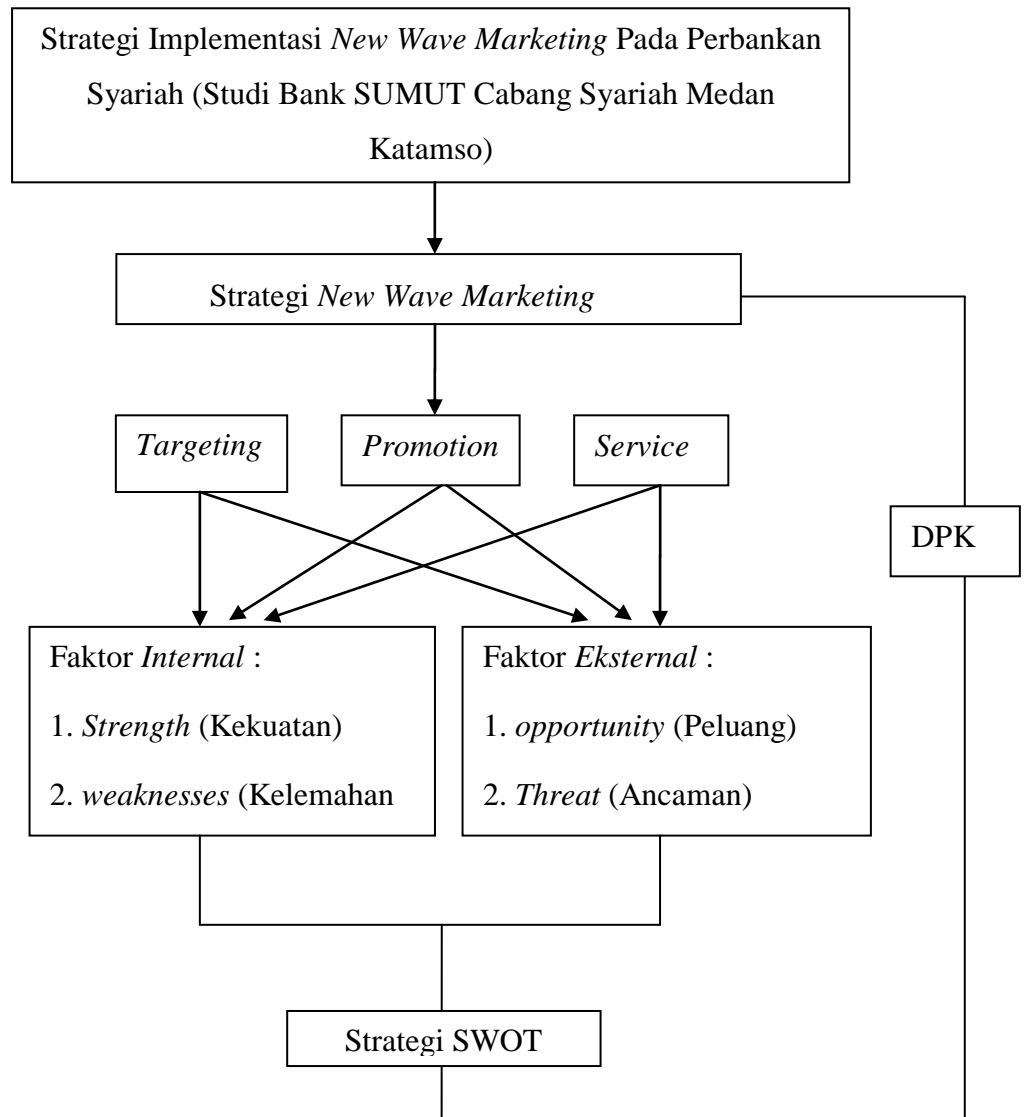 Strategi Implementasi New Wave Marketing Pada Perbankan
Syariah (Studi Bank SUMUT Cabang Syariah Medan
Katamso)
Strategi New Wave Marketing
Targeting
Promotion
Service
DPK
Faktor Internal :
1. Strength (Kekuatan)
2. weaknesses (Kelemahan
Faktor Eksternal :
1. opportunity (Peluang)
2. Threat (Ancaman)
Strategi SWOT